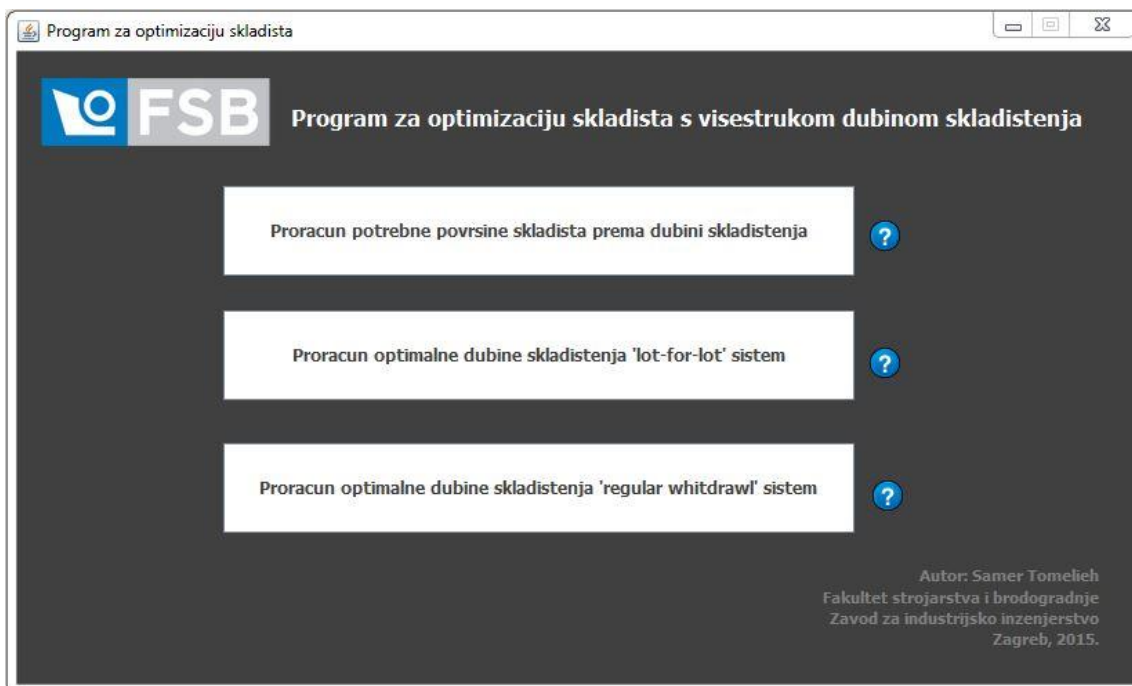 Program za optimizaciju skladista
FSB
Program za optimizaciju skladista s visestrukom dubinom skladistenja
Proracun potrebne povrsine skladista prema dubini skladistenja
?
Proracun optimalne dubine skladistenja 'lot-for-lot' sistem
?
Proracun optimalne dubine skladistenja 'regular whitdrawl' sistem
?
Autor: Samer Tomelieh
Fakultet strojarstva i brodogradnje
Zavod za industrijsko inzenjerstvo
Zagreb, 2015.